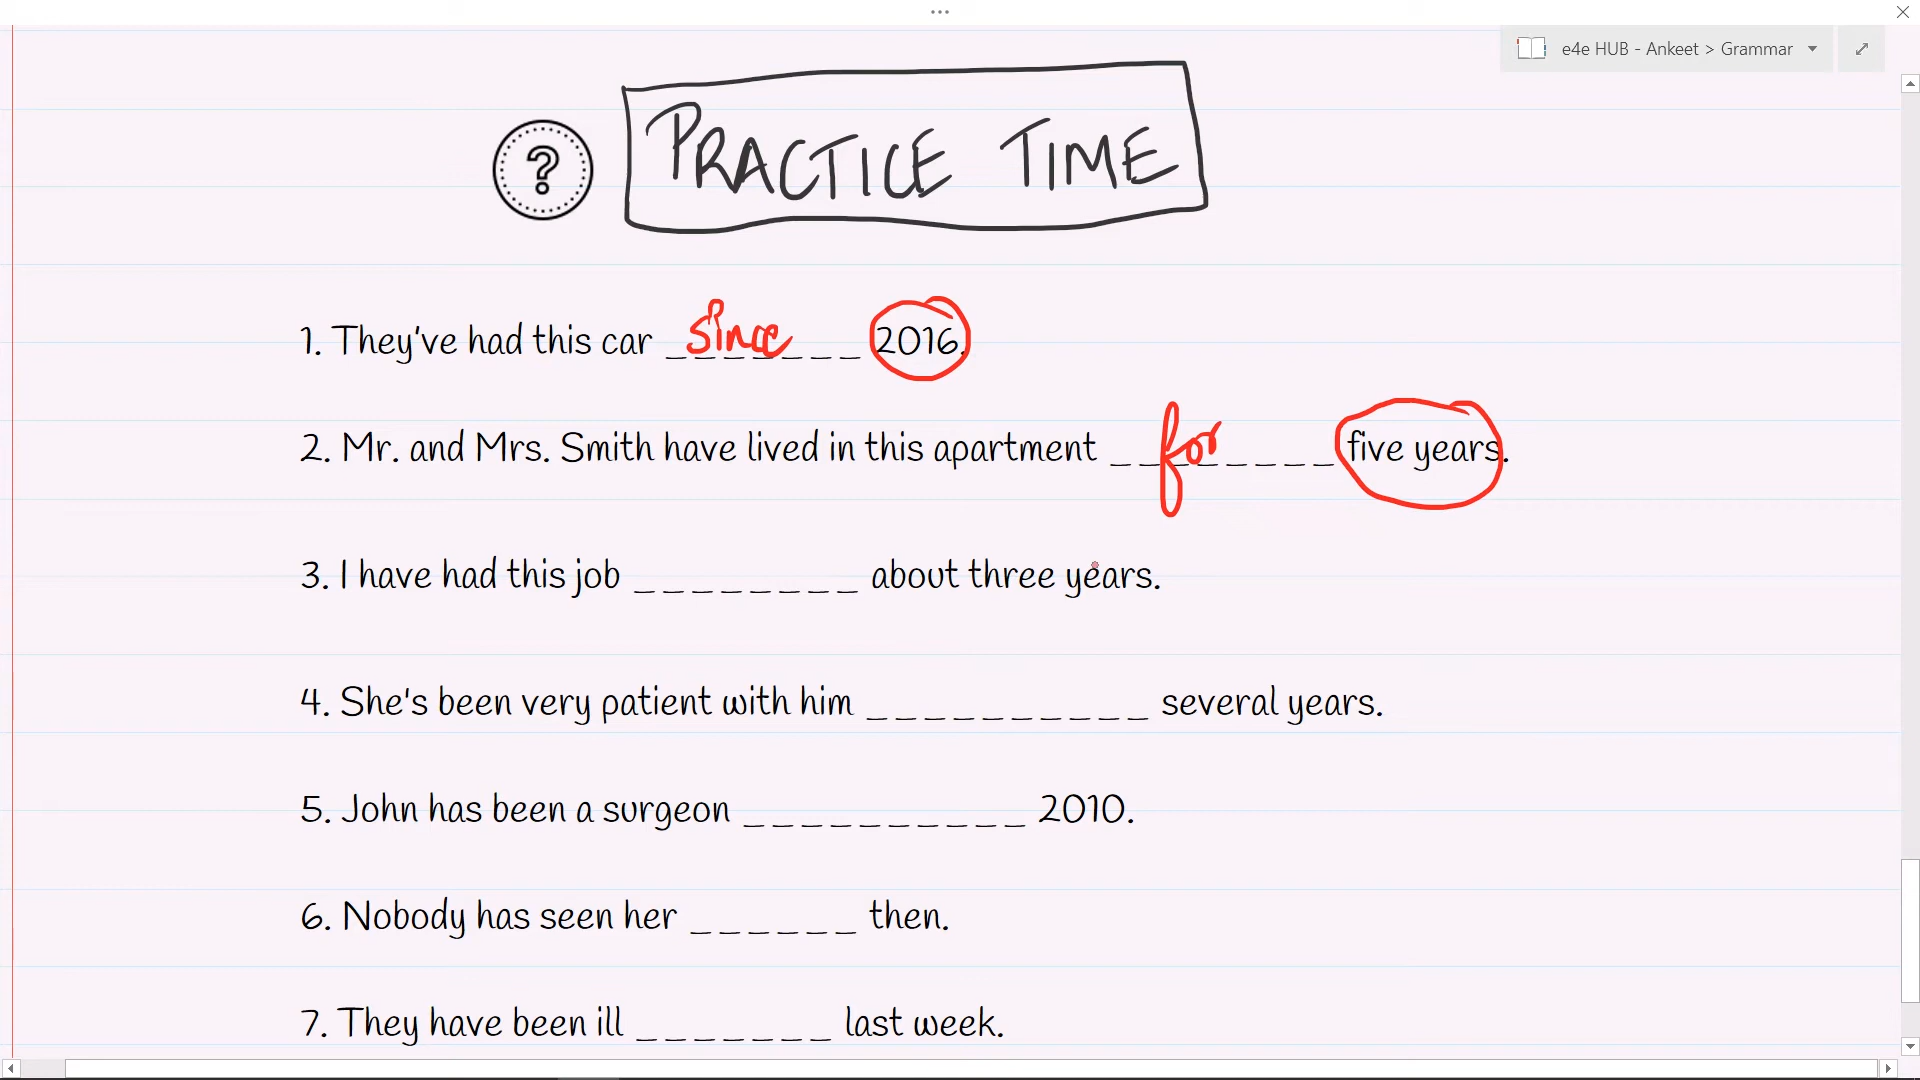 ...
e4e HUB - Ankeet > Grammar
? PRACTICE TIME
1. They've had this car _ since _ _ _ _ _ _ 2016.
2. Mr. and Mrs. Smith have lived in this apartment _ _ for _ _ _ _ _ _ five years.
3. I have had this job _ _ _ _ _ _ _ _ about three years.
4. She's been very patient with him _ _ _ _ _ _ _ _ _ _ several years.
5. John has been a surgeon _ _ _ _ _ _ _ _ _ _ 2010.
6. Nobody has seen her _ _ _ _ _ _ then.
7. They have been ill _ _ _ _ _ _ _ last week.